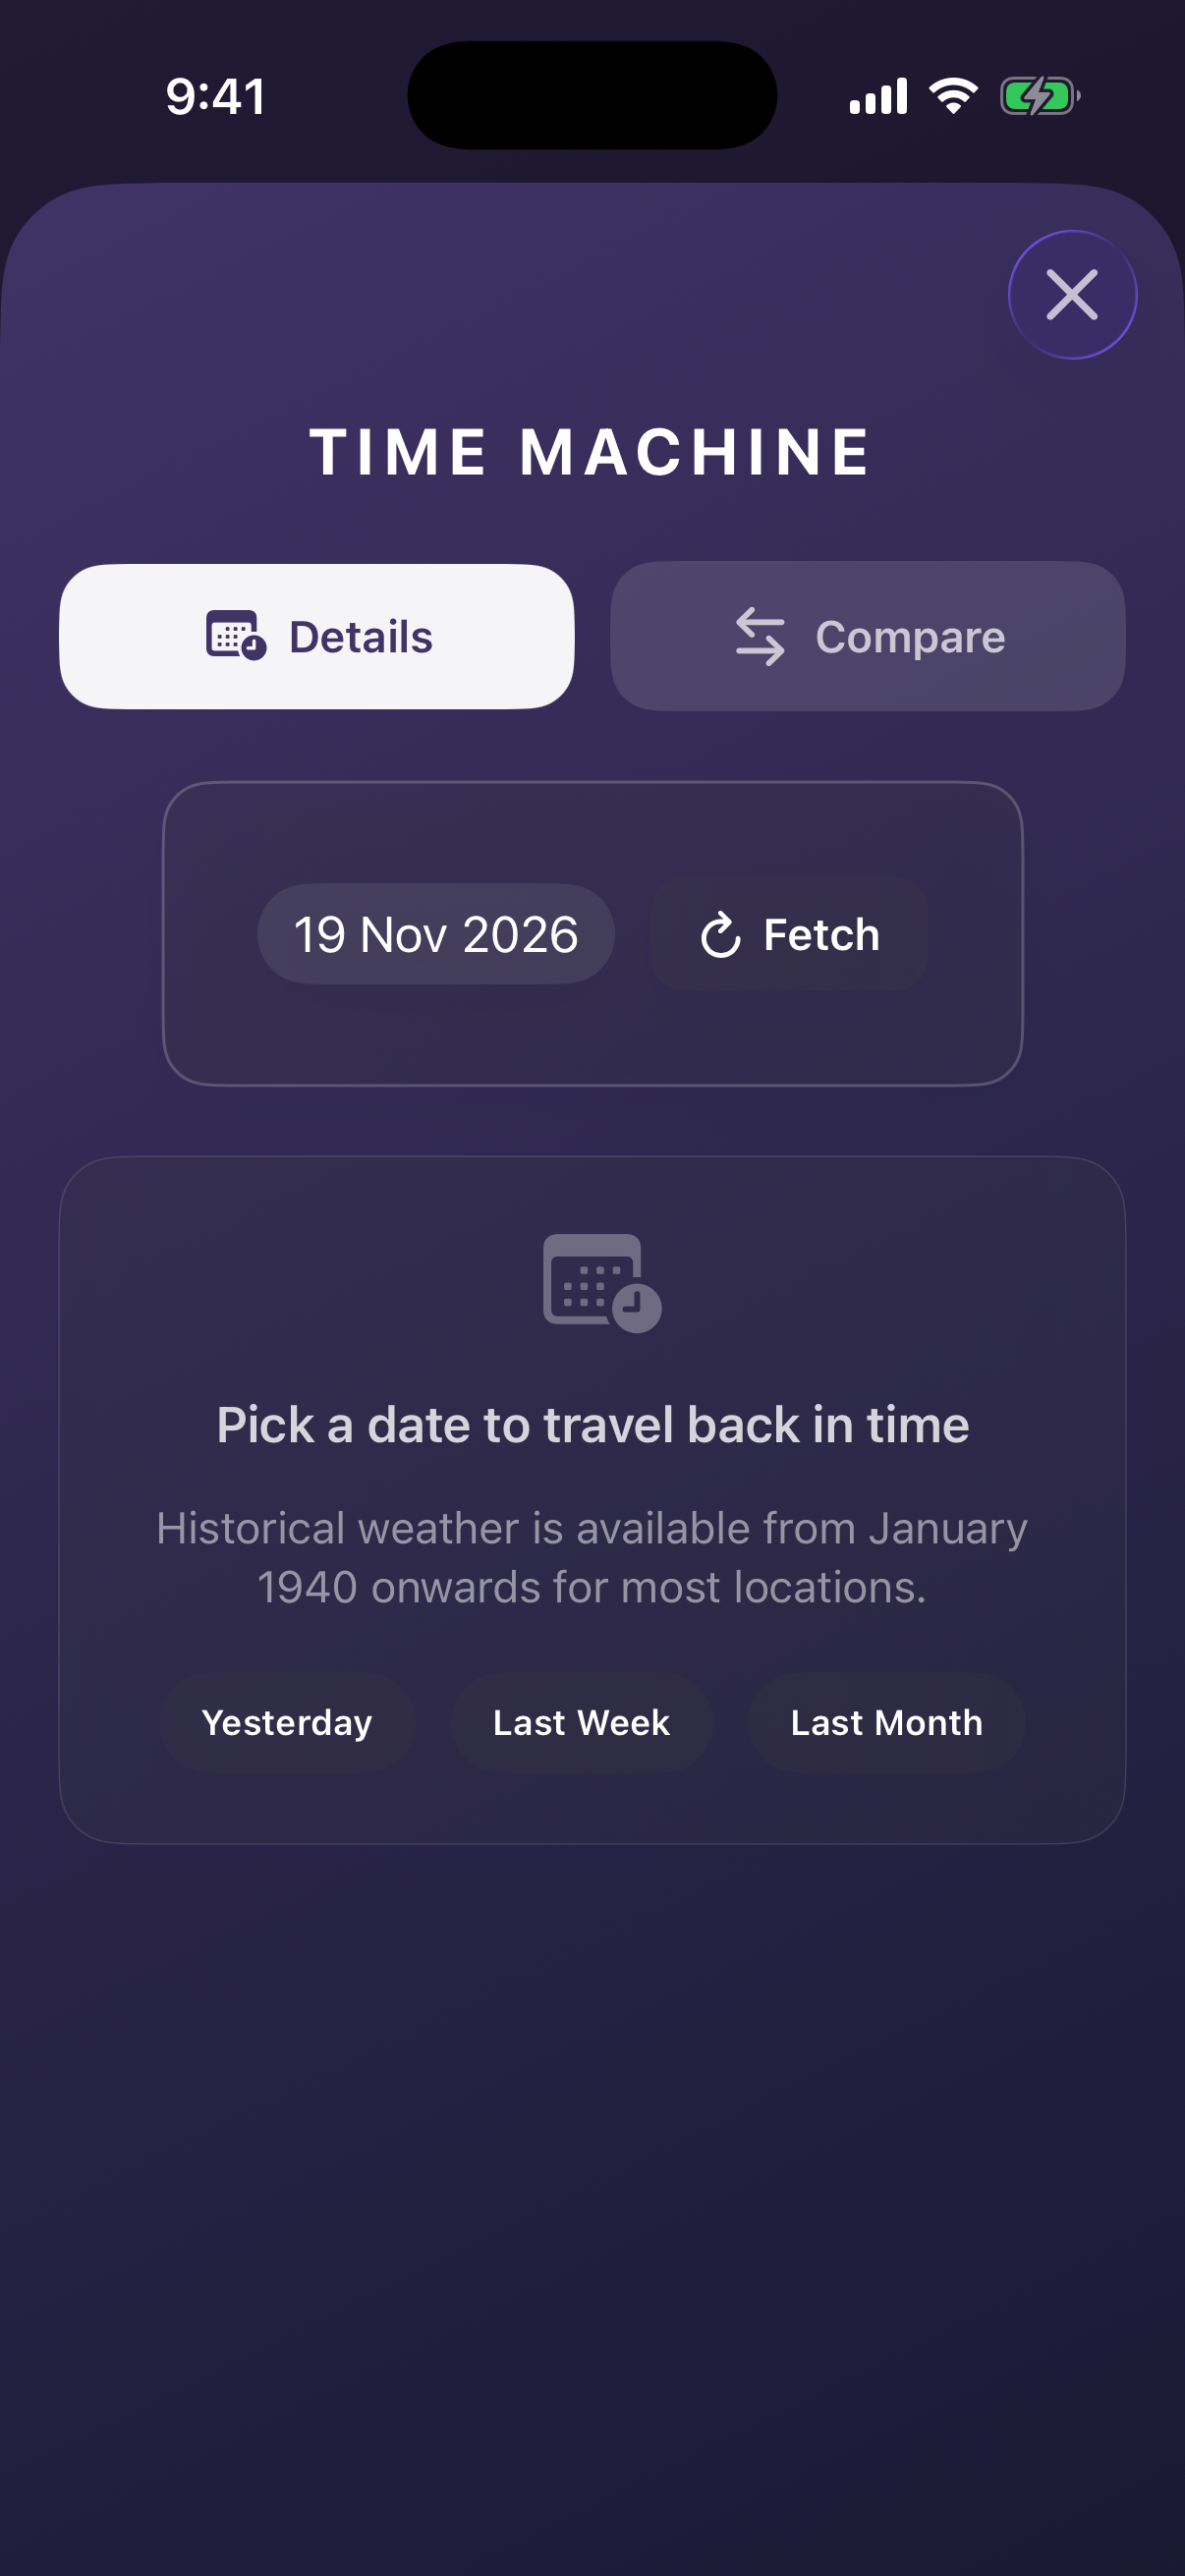 9:41
TIME MACHINE
Details
Compare
19 Nov 2026
Fetch
Pick a date to travel back in time
Historical weather is available from January
1940 onwards for most locations.
Yesterday
Last Week
Last Month